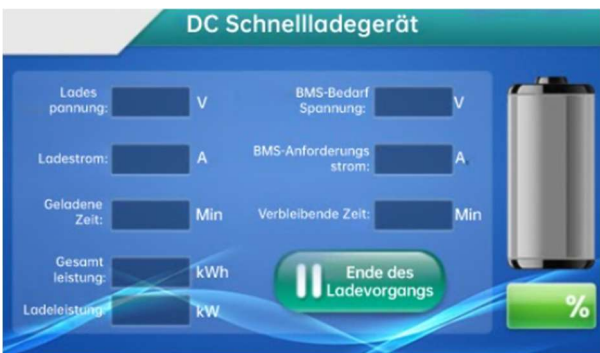 DC Schnellladegerät
Lades
pannung:
V
BMS-Bedarf
Spannung:
V
Ladestrom:
A
BMS-Anforderungs
strom:
A
Geladene
Zeit:
Min
Verbleibende Zeit:
Min
Gesamt
leistung:
kWh
Ladeleistung:
kW
Ende des
Ladevorgangs
%